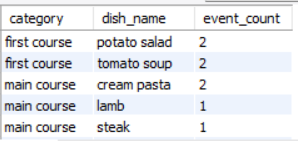 category dish_name event_count
first course potato salad 2
first course tomato soup 2
main course cream pasta 2
main course lamb 1
main course steak 1